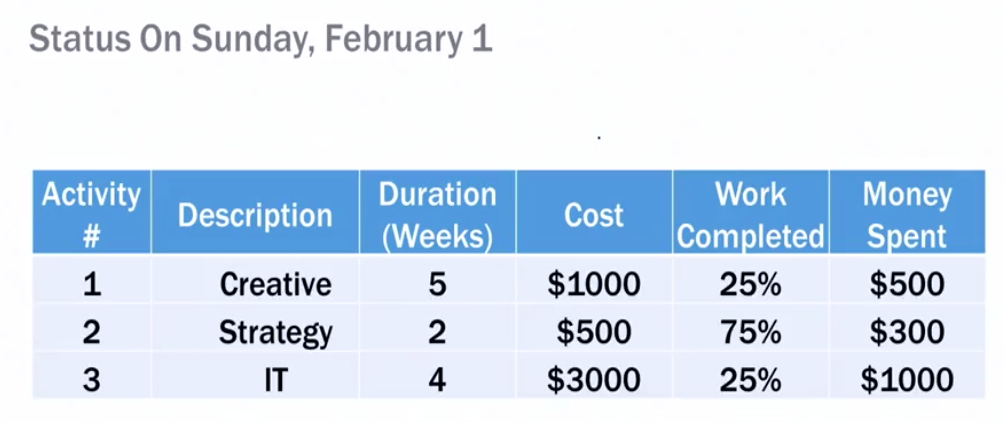 Status On Sunday, February 1
Activity # Description Duration (Weeks) Cost Work Completed Money Spent
1 Creative 5 $1000 25% $500
2 Strategy 2 $500 75% $300
3 IT 4 $3000 25% $1000